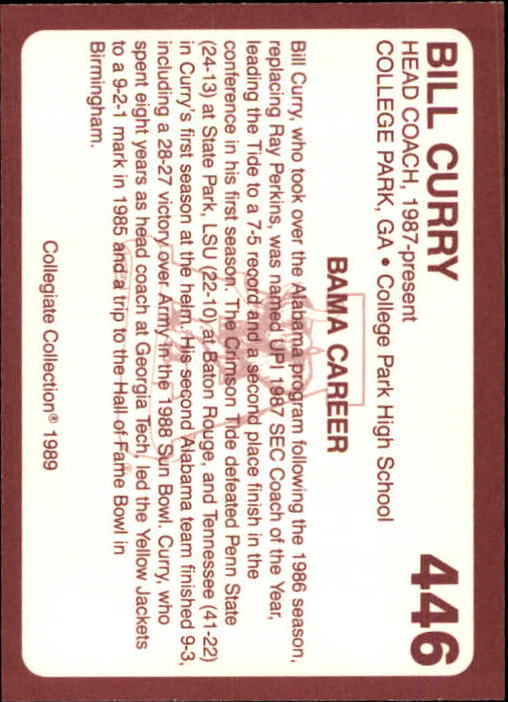 BILL CURRY
446
HEAD COACH, 1987-present
COLLEGE PARK, GA • College Park High School
BAMA CAREER
Bill Curry, who took over the Alabama program following the 1986 season,
replacing Ray Perkins, was named UPI 1987 SEC Coach of the Year,
leading the Tide to a 7-5 record and a second place finish in the
conference in his first season. The Crimson Tide defeated Penn State
(24-13) at State Park, LSU (22-10) at Baton Rouge, and Tennessee (41-22)
in Curry's first season at the helm. His second Alabama team finished 9-3,
including a 28-27 victory over Army in the 1988 Sun Bowl. Curry, who
spent eight years as head coach at Georgia Tech, led the Yellow Jackets
to a 9-2-1 mark in 1985 and a trip to the Hall of Fame Bowl in
Birmingham.
Collegiate Collection® 1989